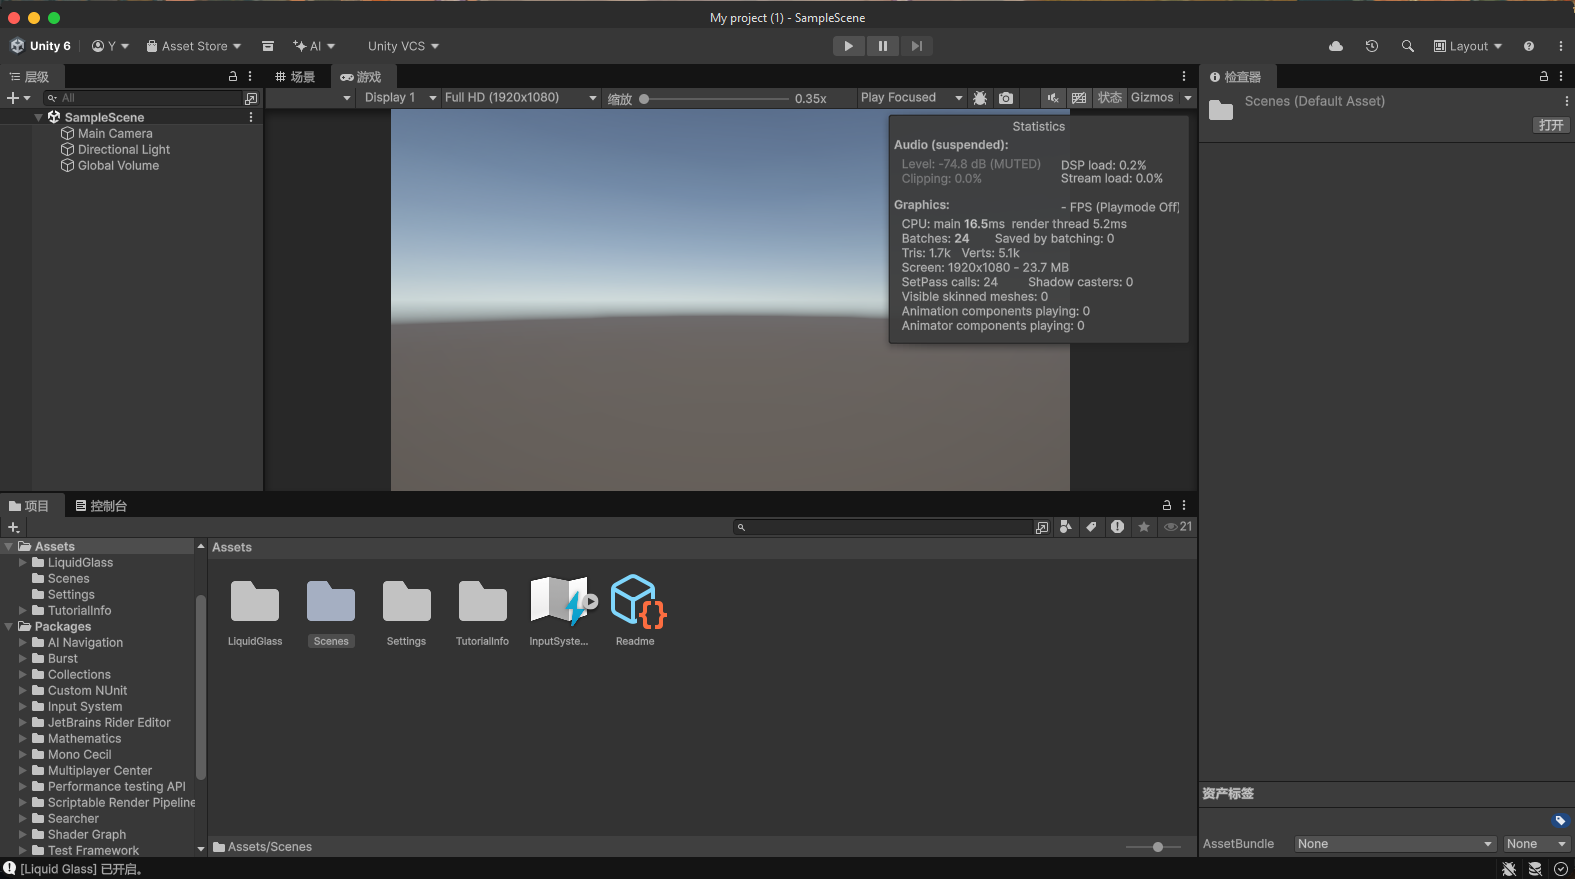 My project (1) - SampleScene
Unity 6
Y
Asset Store
AI
Unity VCS
Layout
层级
场景
游戏
检查器
All
Display 1
Full HD (1920x1080)
缩放
0.35x
Play Focused
状态
Gizmos
SampleScene
Main Camera
Directional Light
Global Volume
Statistics
Audio (suspended):
Level: -74.8 dB (MUTED)
DSP load: 0.2%
Clipping: 0.0%
Stream load: 0.0%
Graphics:
- FPS (Playmode Off)
CPU: main 16.5ms render thread 5.2ms
Batches: 24 Saved by batching: 0
Tris: 1.7k Verts: 5.1k
Screen: 1920x1080 - 23.7 MB
SetPass calls: 24 Shadow casters: 0
Visible skinned meshes: 0
Animation components playing: 0
Animator components playing: 0
Scenes (Default Asset)
打开
项目
控制台
21
Assets
LiquidGlass
Scenes
Settings
TutorialInfo
Packages
AI Navigation
Burst
Collections
Custom NUnit
Input System
JetBrains Rider Editor
Mathematics
Mono Cecil
Multiplayer Center
Performance testing API
Scriptable Render Pipeline
Searcher
Shader Graph
Test Framework
Assets
LiquidGlass
Scenes
Settings
TutorialInfo
InputSyste...
Readme
Assets/Scenes
资产标签
AssetBundle
None
None
[Liquid Glass] 已开启。